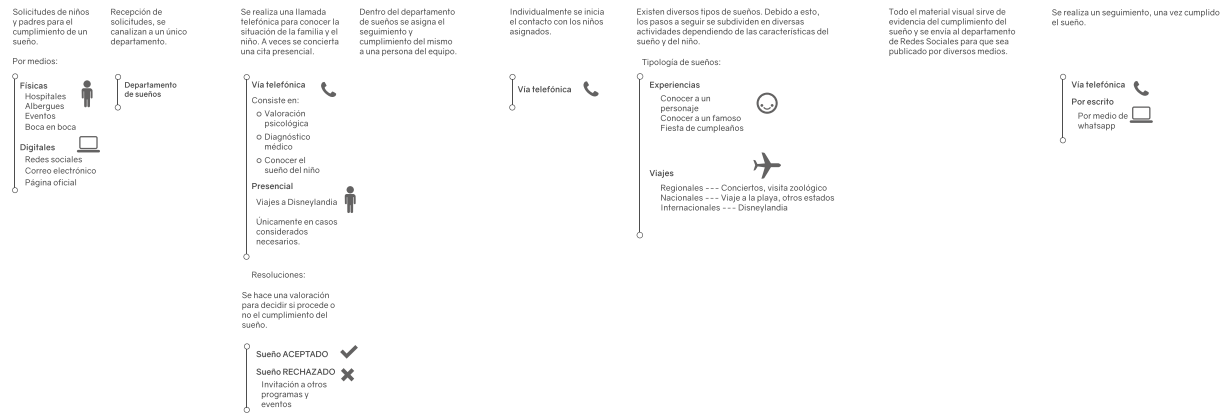 Solicitudes de niños
y padres para el
cumplimiento de un
sueño.
Por medios:
Físicas
Hospitales
Albergues
Eventos
Boca en boca
Digitales
Redes sociales
Correo electrónico
Página oficial
Recepción de
solicitudes, se
canalizan a un único
departamento.
Departamento
de sueños
Se realiza una llamada
telefónica para conocer la
situación de la familia y el
niño. A veces se concierta
una cita presencial.
Vía telefónica
Consiste en:
Valoración
psicológica
Diagnóstico
médico
Conocer el
sueño del niño
Presencial
Viajes a Disneylandia
Únicamente en casos
considerados
necesarios.
Resoluciones:
Se hace una valoración
para decidir si procede o
no el cumplimiento del
sueño.
Sueño ACEPTADO
Sueño RECHAZADO
Invitación a otros
programas y
eventos
Dentro del departamento
de sueños se asigna el
seguimiento y
cumplimiento del mismo
a una persona del equipo.
Individualmente se inicia
el contacto con los niños
asignados.
Vía telefónica
Existen diversos tipos de sueños. Debido a esto,
los pasos a seguir se subdividen en diversas
actividades dependiendo de las características del
sueño y del niño.
Tipología de sueños:
Experiencias
Conocer a un
personaje
Conocer a un famoso
Fiesta de cumpleaños
Viajes
Regionales --- Conciertos, visita zoológico
Nacionales --- Viaje a la playa, otros estados
Internacionales --- Disneylandia
Todo el material visual sirve de
evidencia del cumplimiento del
sueño y se envía al departamento
de Redes Sociales para que sea
publicado por diversos medios.
Se realiza un seguimiento, una vez cumplido
el sueño.
Vía telefónica
Por escrito
Por medio de
whatsapp